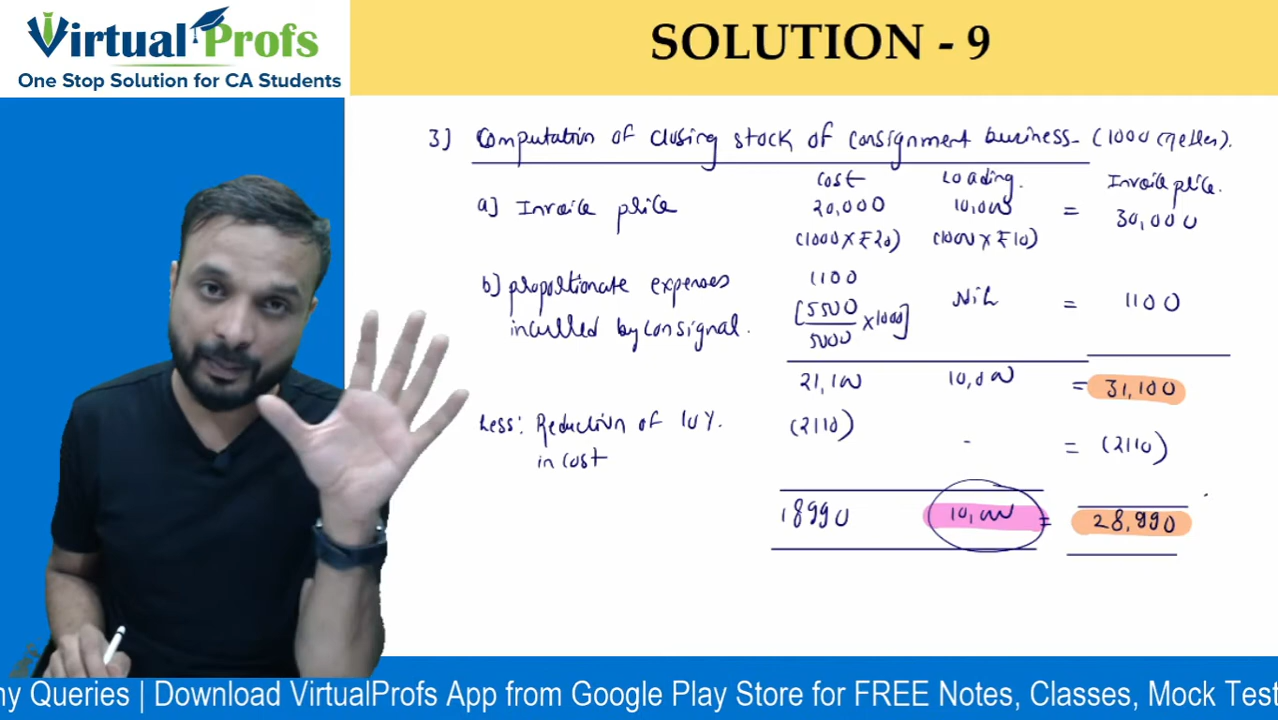 Virtual Profs
One Stop Solution for CA Students
SOLUTION - 9
3] Computation of closing stock of consignment business- (1000 meters).
Cost Loading. Invoice price.
a] Invoice price 20,000 10,000 = 30,000
(1000 x ₹20) (1000 x ₹10)
b] proportionate expenses 1100 Nil = 1100
incurred by consignor. [5500/5000 x 1000]
21,100 10,000 = 31,100
Less: Reduction of 10%. (2110) - = (2110)
in cost
18990 10,000 = 28,990
ny Queries | Download VirtualProfs App from Google Play Store for FREE Notes, Classes, Mock Test